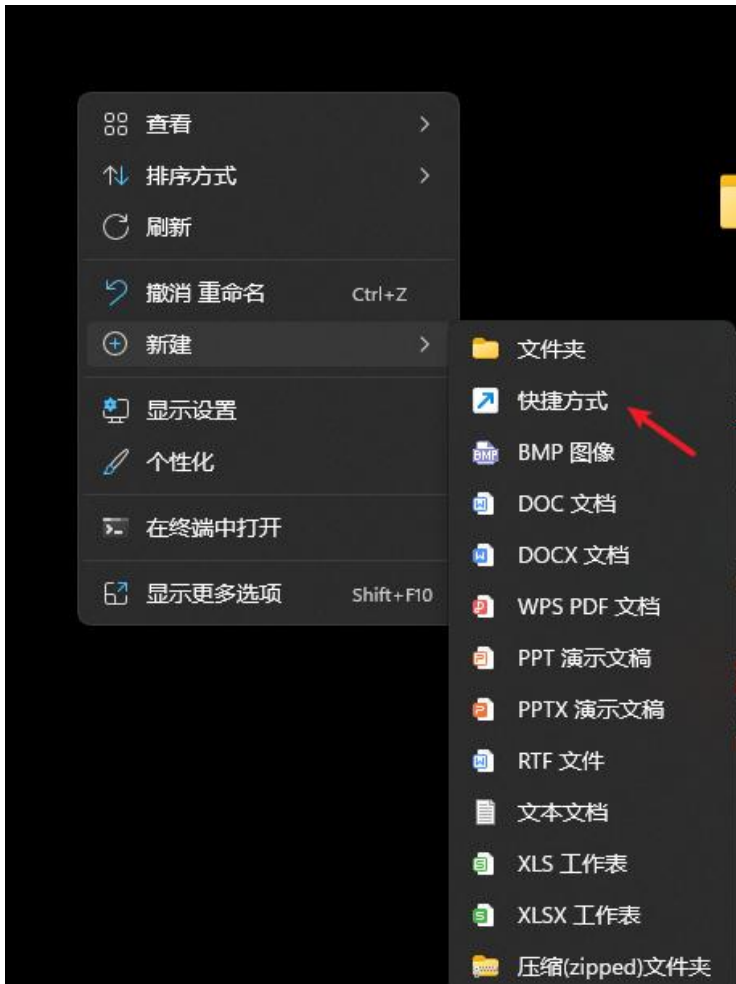 查看
排序方式
刷新
撤消 重命名 Ctrl+Z
新建
显示设置
个性化
在终端中打开
显示更多选项 Shift+F10
文件夹
快捷方式
BMP 图像
DOC 文档
DOCX 文档
WPS PDF 文档
PPT 演示文稿
PPTX 演示文稿
RTF 文件
文本文档
XLS 工作表
XLSX 工作表
压缩(zipped)文件夹